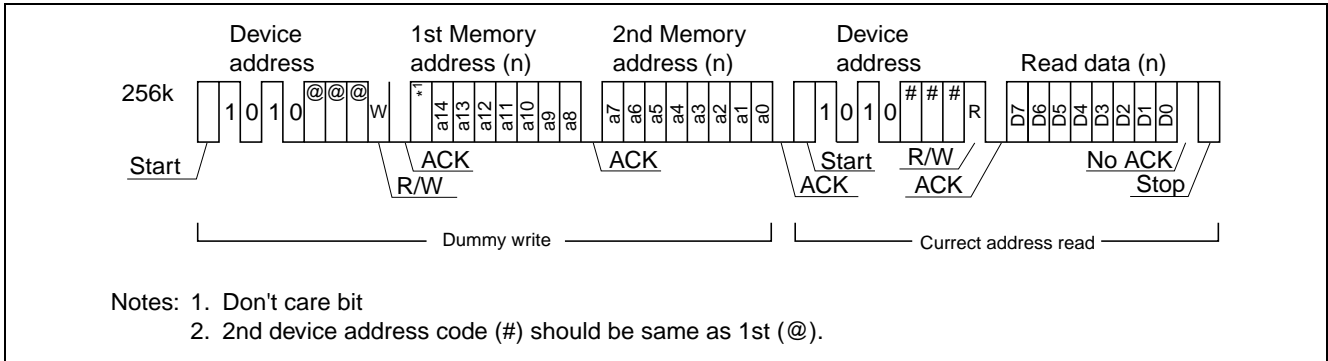 Device address
1st Memory address (n)
2nd Memory address (n)
Device address
Read data (n)
256k
1 0 1 0 @ @ @ W
*1 a14 a13 a12 a11 a10 a9 a8
a7 a6 a5 a4 a3 a2 a1 a0
1 0 1 0 # # # R
D7 D6 D5 D4 D3 D2 D1 D0
Start
R/W
ACK
ACK
ACK
Start
R/W
ACK
No ACK
Stop
Dummy write
Currect address read
Notes: 1. Don't care bit
2. 2nd device address code (#) should be same as 1st (@).